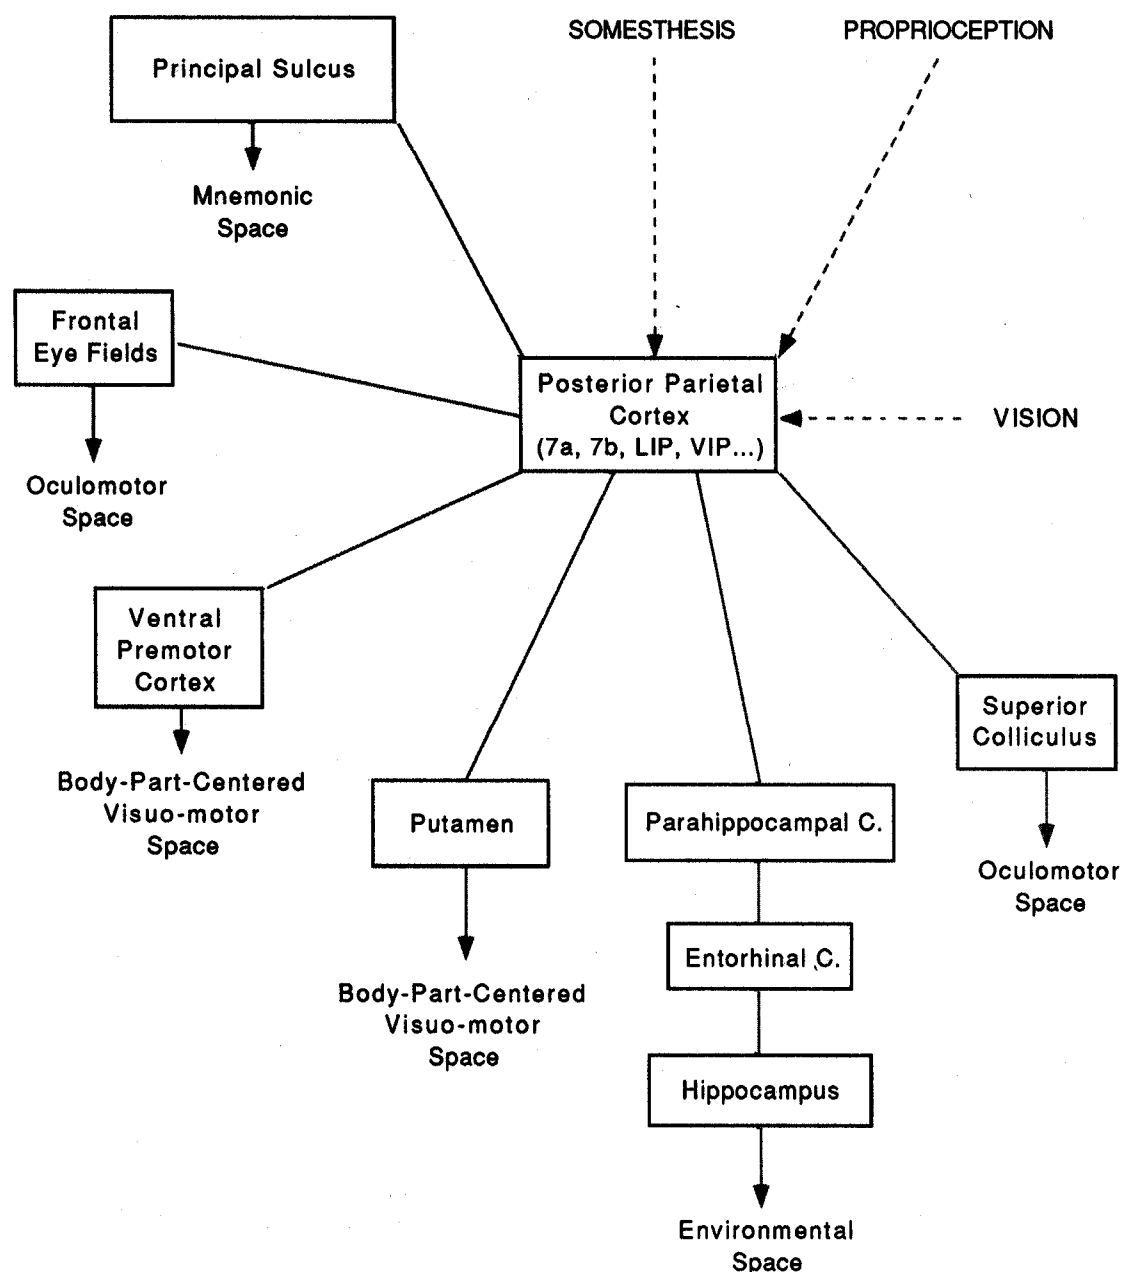 SOMESTHESIS
PROPRIOCEPTION
Principal Sulcus
Mnemonic
Space
Frontal
Eye Fields
Oculomotor
Space
Posterior Parietal
Cortex
(7a, 7b, LIP, VIP...)
VISION
Ventral
Premotor
Cortex
Body-Part-Centered
Visuo-motor
Space
Putamen
Body-Part-Centered
Visuo-motor
Space
Parahippocampal C.
Entorhinal C.
Hippocampus
Environmental
Space
Superior
Colliculus
Oculomotor
Space